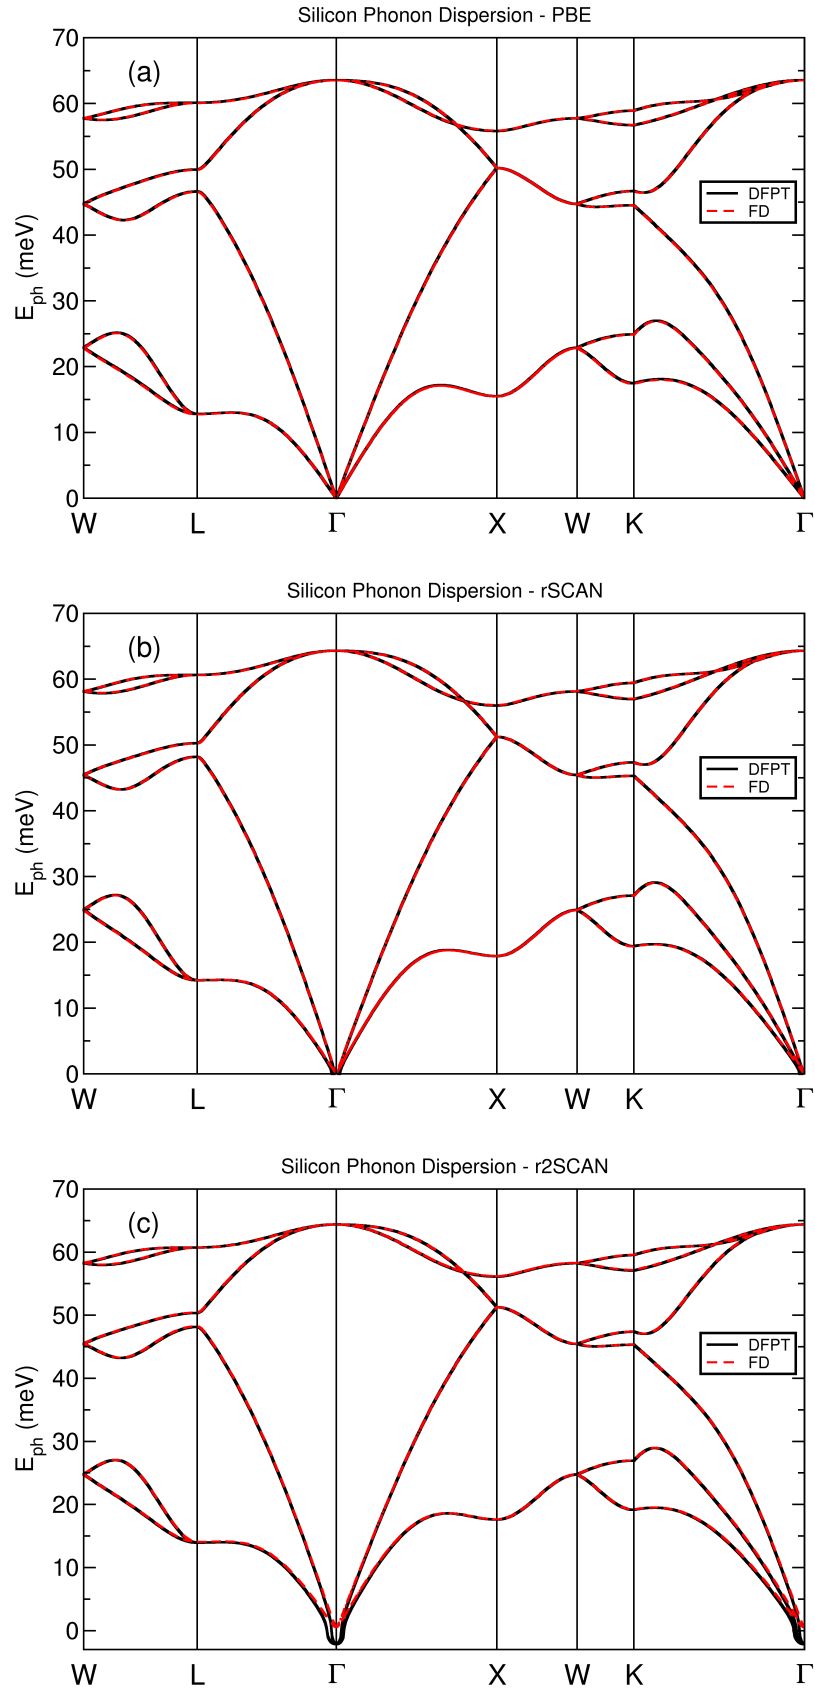 Silicon Phonon Dispersion - PBE
70
(a)
60
50
DFPT
FD
40
E_ph (meV)
30
20
10
0
W L Γ X W K Γ
Silicon Phonon Dispersion - rSCAN
70
(b)
60
50
DFPT
FD
40
E_ph (meV)
30
20
10
0
W L Γ X W K Γ
Silicon Phonon Dispersion - r2SCAN
70
(c)
60
50
DFPT
FD
40
E_ph (meV)
30
20
10
0
W L Γ X W K Γ